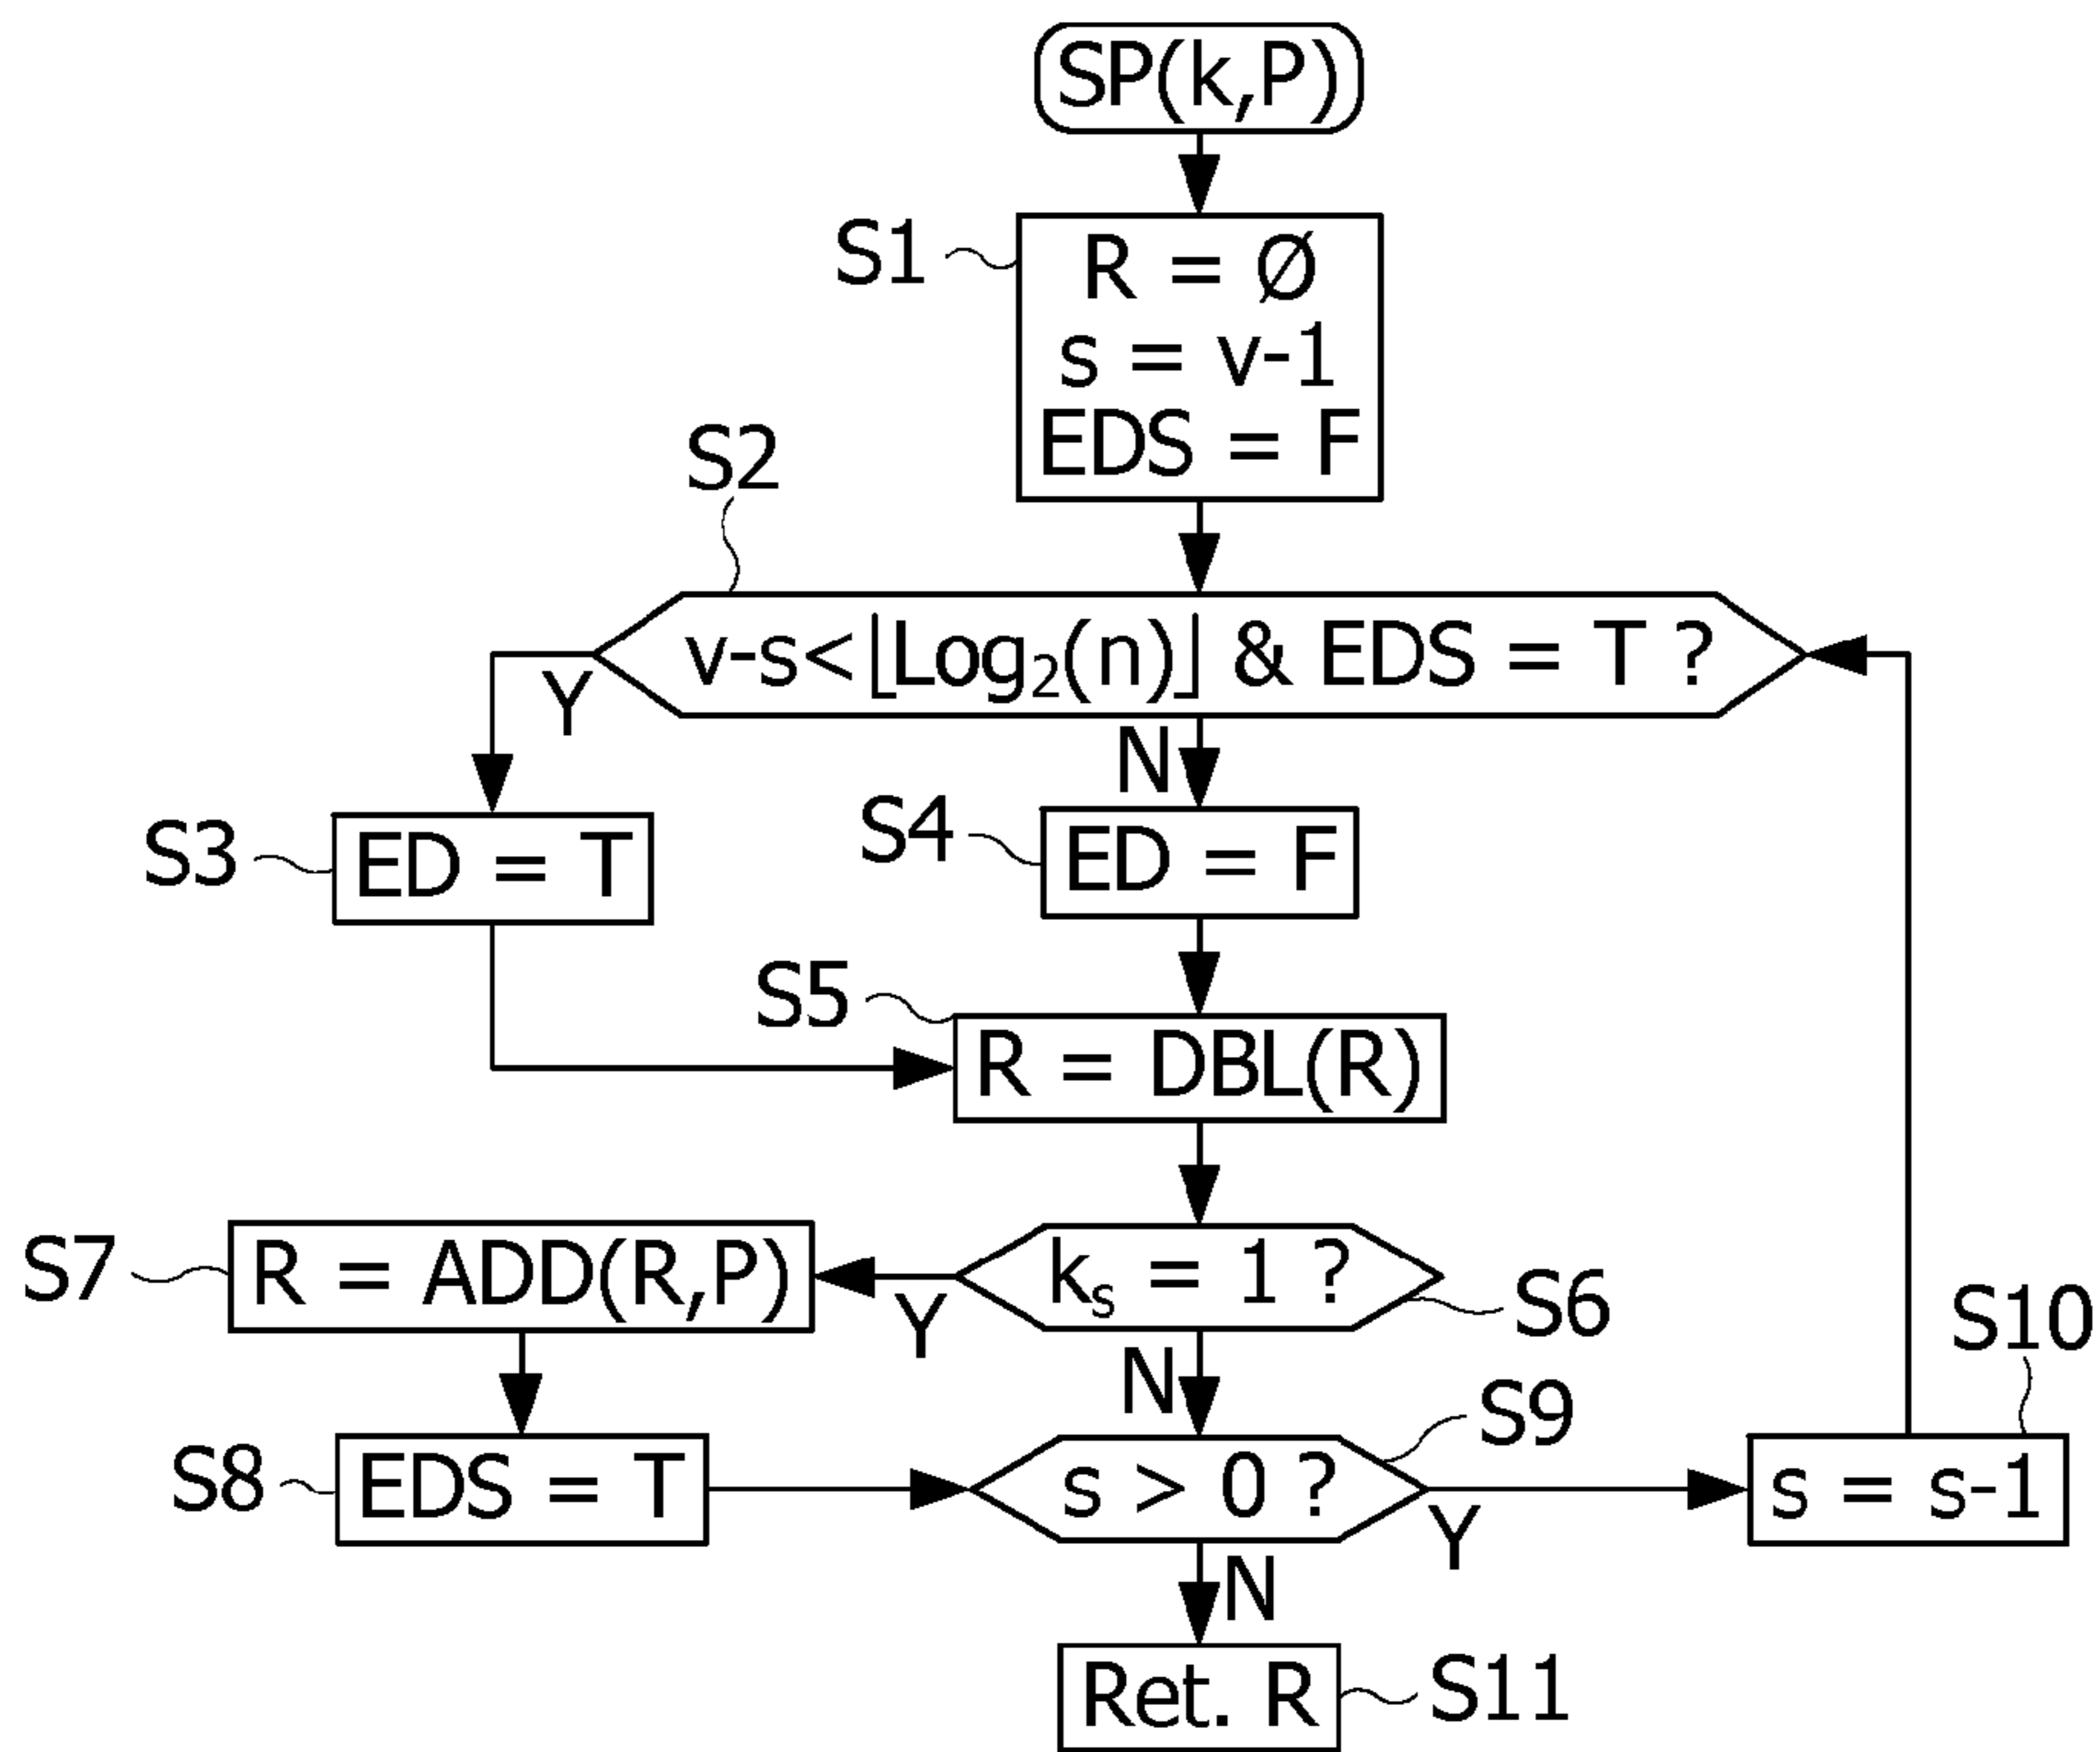 SP(k,P)
S1
R = Ø
s = v-1
EDS = F
S2
v-s<⌊Log₂(n)⌋ & EDS = T ?
Y
N
S3
ED = T
S4
ED = F
S5
R = DBL(R)
S7
R = ADD(R,P)
Y
kₛ = 1 ?
S6
N
S10
S8
EDS = T
s > 0 ?
S9
Y
s = s-1
N
Ret. R
S11